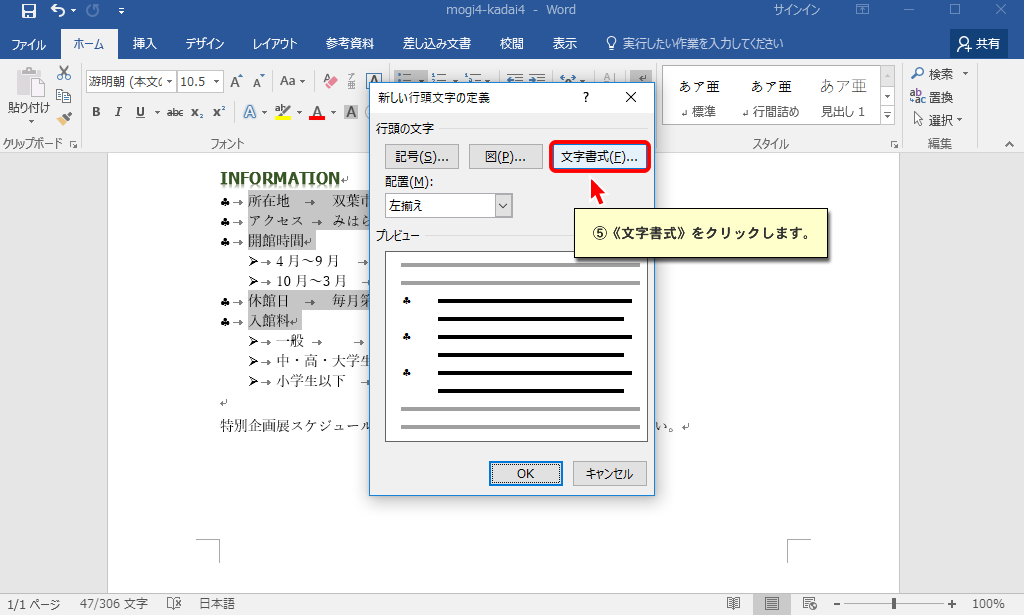 mogi4-kadai4 - Word
サインイン
ファイル
ホーム
挿入
デザイン
レイアウト
参考資料
差し込み文書
校閲
表示
実行したい作業を入力してください
共有
貼り付け
クリップボード
游明朝 (本文(
10.5
A A Aa
B I U abc x₂ x²
A ab A A
フォント
あア亜 あア亜 あア亜
↲ 標準 ↲ 行間詰め 見出し 1
スタイル
検索
置換
選択
編集
新しい行頭文字の定義 ?
行頭の文字
記号(S)... 図(P)... 文字書式(F)...
配置(M):
左揃え
プレビュー
⑤《文字書式》をクリックします。
OK キャンセル
INFORMATION↵
♣→ 所在地 → 双葉市
♣→ アクセス → みはら
♣→ 開館時間↵
➢→ 4 月～9 月 →
➢→ 10 月～3 月 →
♣→ 休館日 → 毎月第
♣→ 入館料↵
➢→ 一般 → →
➢→ 中・高・大学生
➢→ 小学生以下 →
↵
特別企画展スケジュール
い。↵
1/1 ページ 47/306 文字 日本語 100%